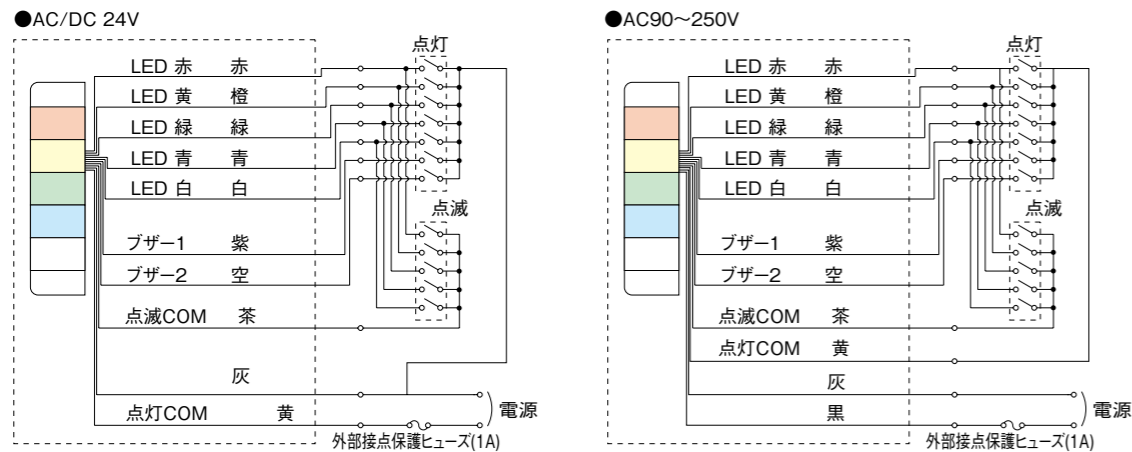 ●AC/DC 24V
点灯
LED 赤 赤
LED 黄 橙
LED 緑 緑
LED 青 青
LED 白 白
点滅
ブザー1 紫
ブザー2 空
点滅COM 茶
灰
点灯COM 黄
電源
外部接点保護ヒューズ(1A)
●AC90～250V
点灯
LED 赤 赤
LED 黄 橙
LED 緑 緑
LED 青 青
LED 白 白
点滅
ブザー1 紫
ブザー2 空
点滅COM 茶
点灯COM 黄
灰
黒
電源
外部接点保護ヒューズ(1A)